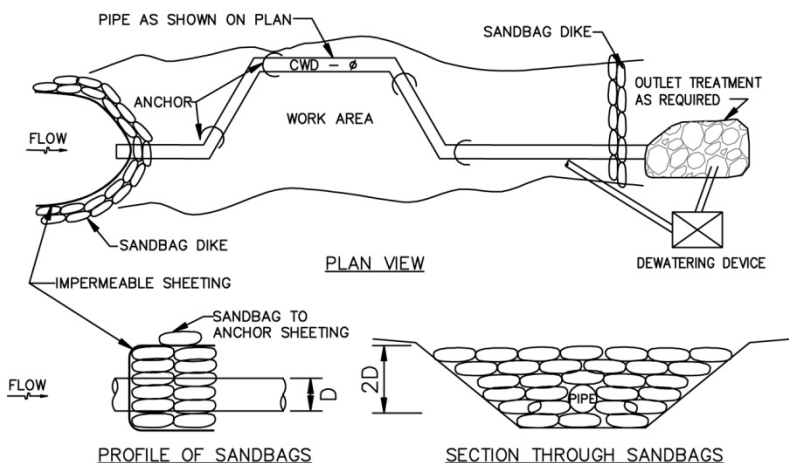 PIPE AS SHOWN ON PLAN
SANDBAG DIKE
CWD - ϕ
OUTLET TREATMENT
AS REQUIRED
ANCHOR
WORK AREA
FLOW
SANDBAG DIKE
PLAN VIEW
DEWATERING DEVICE
IMPERMEABLE SHEETING
SANDBAG TO
ANCHOR SHEETING
FLOW
D
2D
PIPE
PROFILE OF SANDBAGS
SECTION THROUGH SANDBAGS